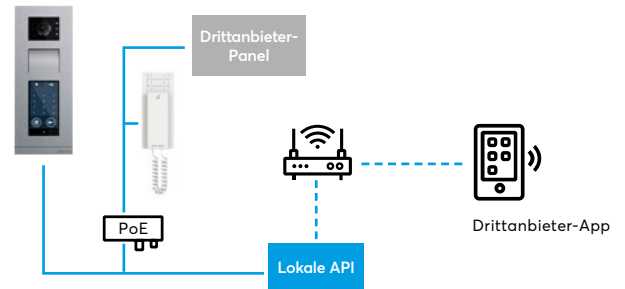 Drittanbieter-
Panel
PoE
Drittanbieter-App
Lokale API